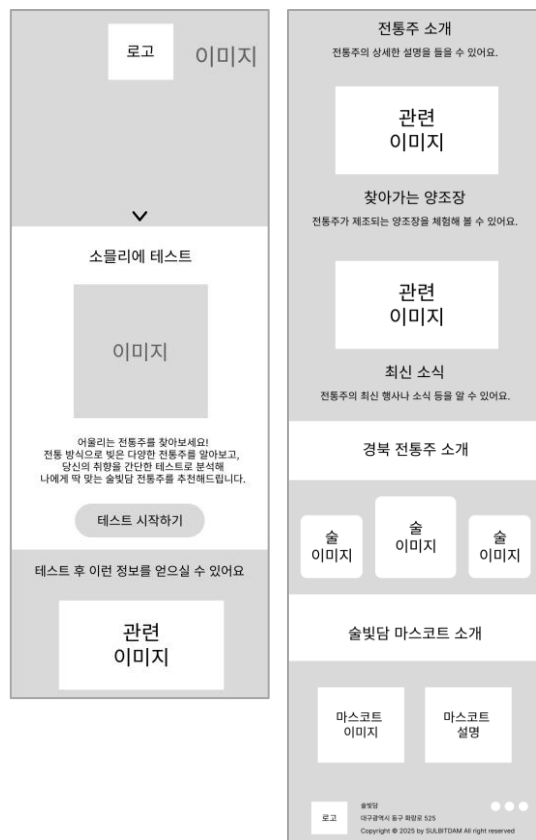 로고
이미지
소믈리에 테스트
이미지
어울리는 전통주를 찾아보세요!
전통 방식으로 빚은 다양한 전통주를 알아보고,
당신의 취향을 간단한 테스트로 분석해
나에게 딱 맞는 술빛담 전통주를 추천해드립니다.
테스트 시작하기
테스트 후 이런 정보를 얻으실 수 있어요
관련
이미지
전통주 소개
전통주의 상세한 설명을 들을 수 있어요.
관련
이미지
찾아가는 양조장
전통주가 제조되는 양조장을 체험해 볼 수 있어요.
관련
이미지
최신 소식
전통주의 최신 행사나 소식 등을 알 수 있어요.
경북 전통주 소개
술
이미지
술
이미지
술
이미지
술빛담 마스코트 소개
마스코트
이미지
마스코트
설명
로고
술빛담
대구광역시 동구 화랑로 525
Copyright @ 2025 by SULBITDAM All right reserved